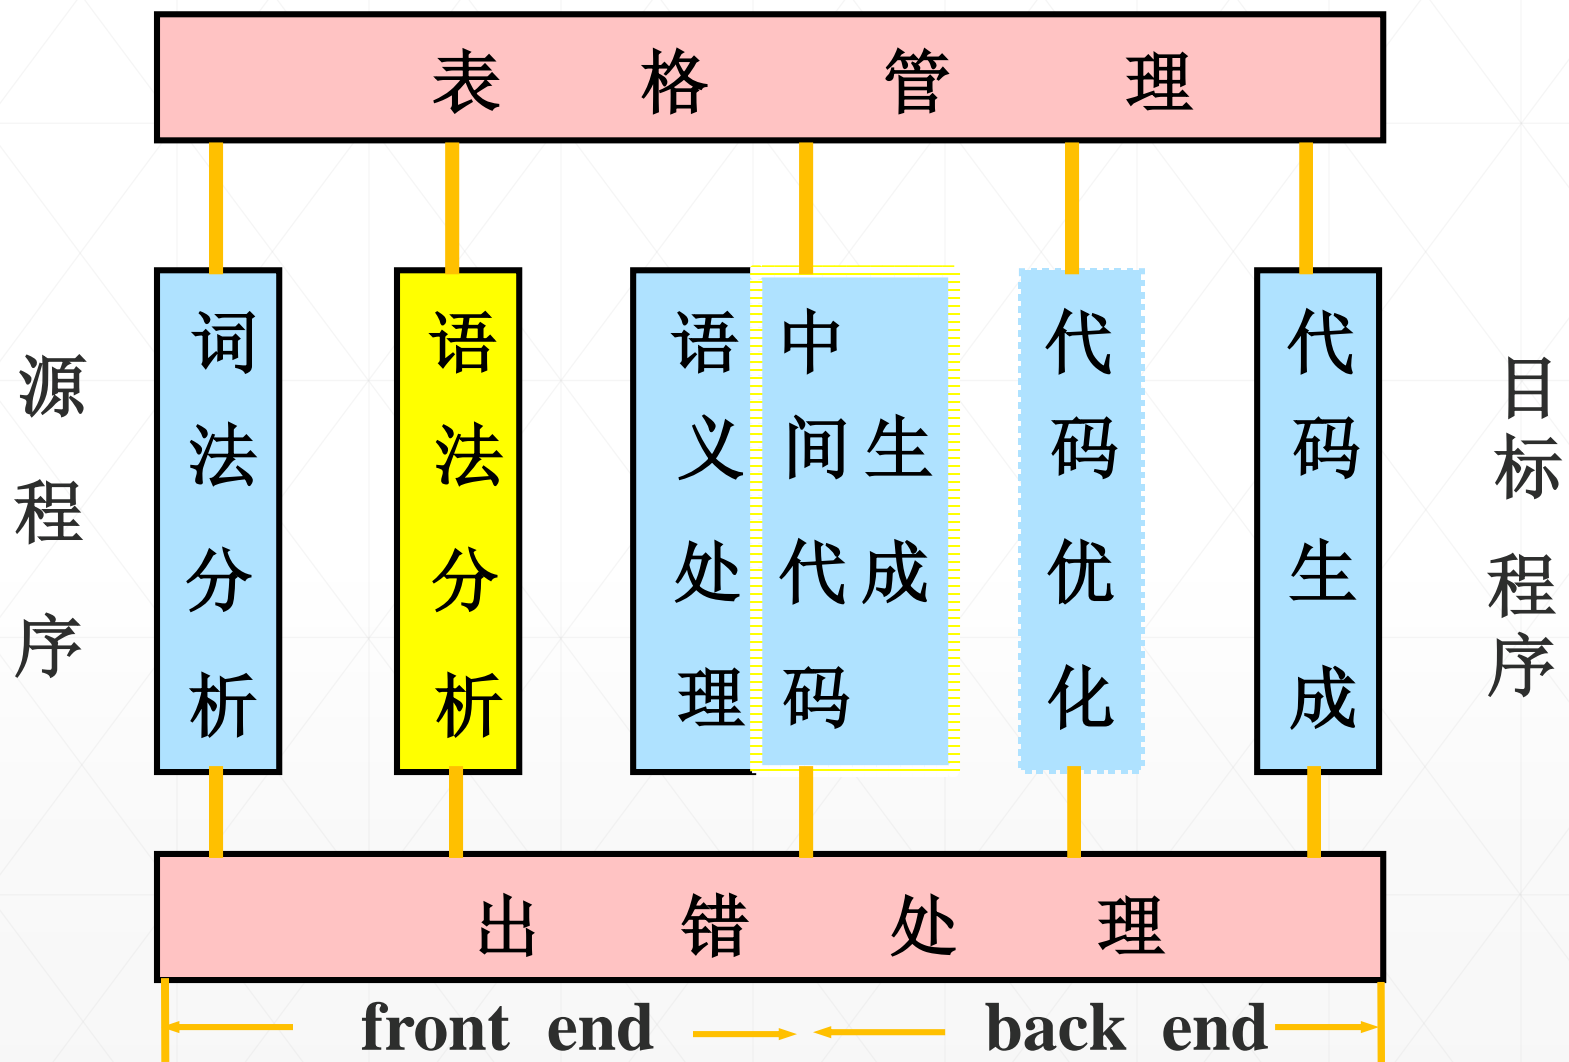 表格管理
源程序
词法分析
语法分析
语义处理
中间代码
生成
代码优化
代码生成
目标程序
出错处理
front end
back end